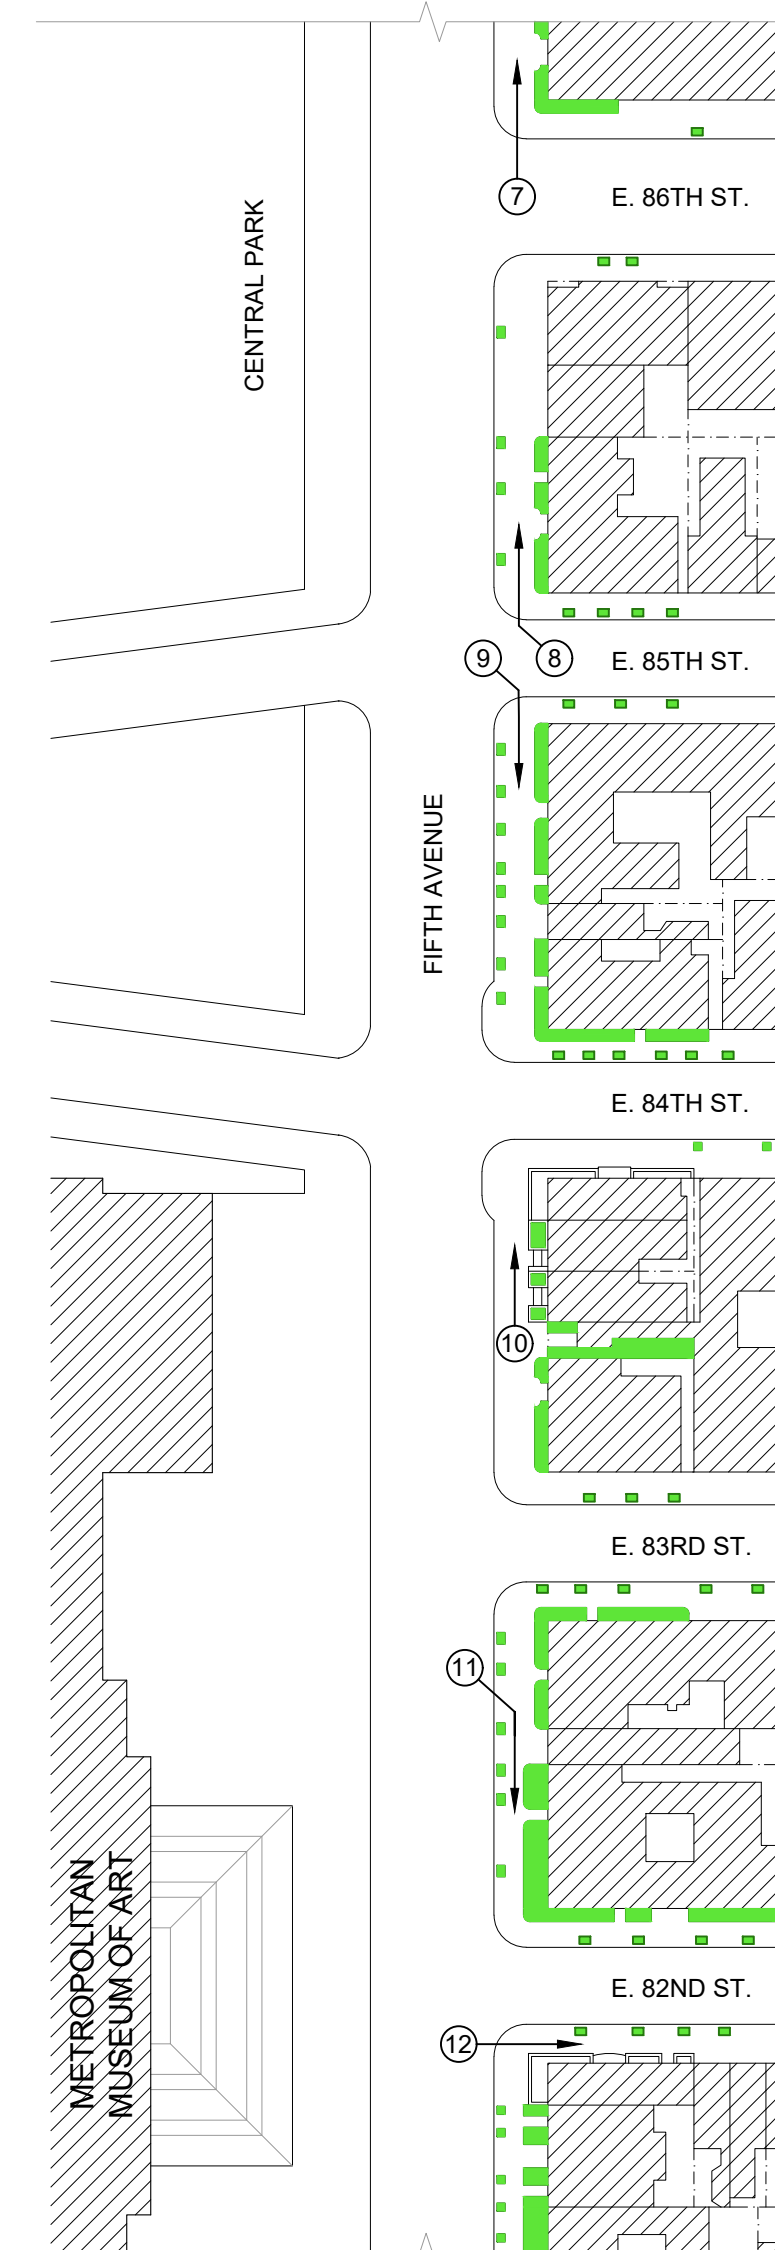 7
E. 86TH ST.
CENTRAL PARK
9
8
E. 85TH ST.
FIFTH AVENUE
E. 84TH ST.
10
E. 83RD ST.
11
METROPOLITAN
MUSEUM OF ART
E. 82ND ST.
12